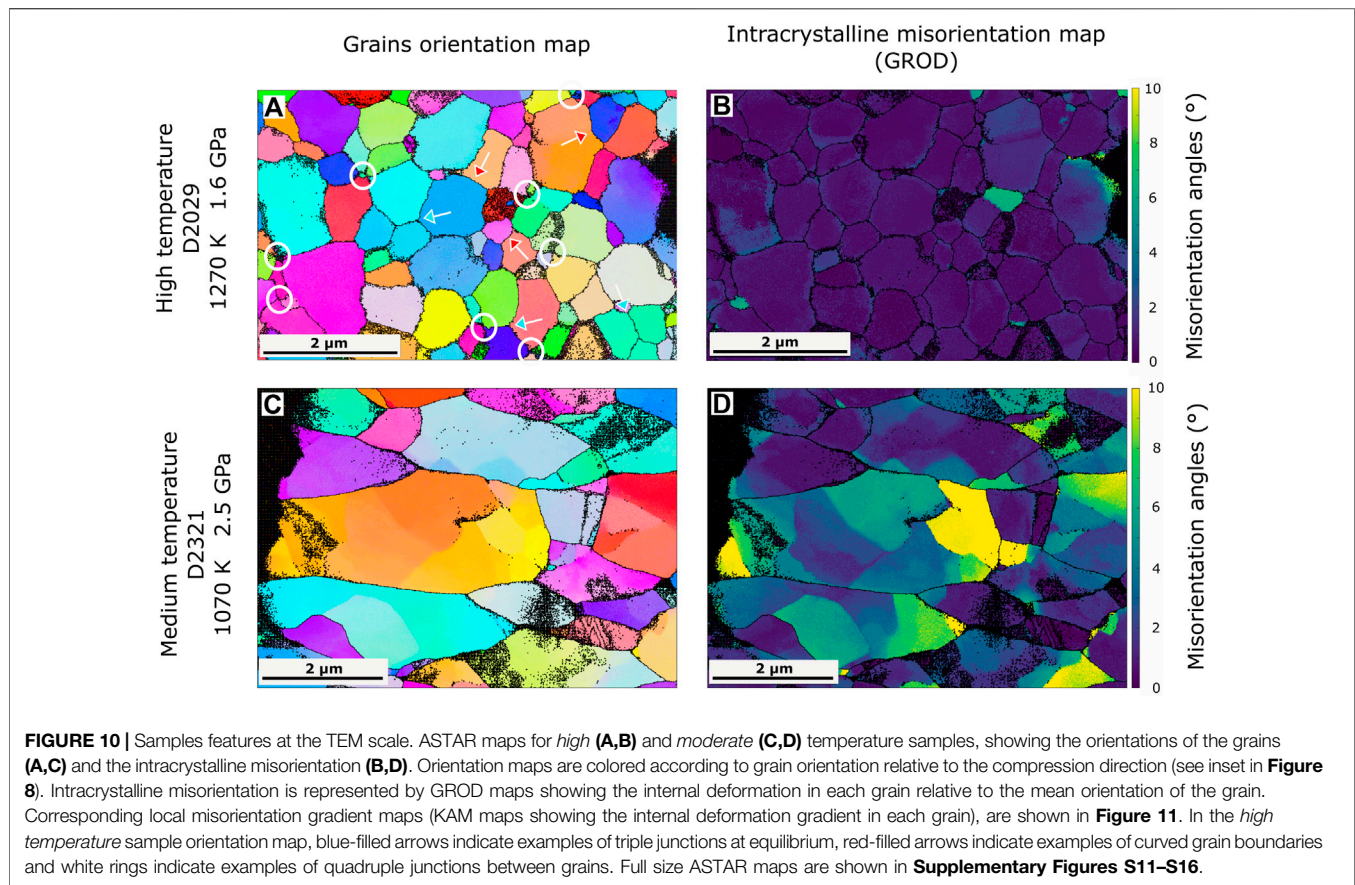 Grains orientation map
Intracrystalline misorientation map
(GROD)
High temperature
D2029
1270 K 1.6 GPa
A
2 µm
B
2 µm
10
8
6
4
2
0
Misorientation angles (°)
Medium temperature
D2321
1070 K 2.5 GPa
C
2 µm
D
2 µm
10
8
6
4
2
0
Misorientation angles (°)
FIGURE 10 | Samples features at the TEM scale. ASTAR maps for high (A,B) and moderate (C,D) temperature samples, showing the orientations of the grains
(A,C) and the intracrystalline misorientation (B,D). Orientation maps are colored according to grain orientation relative to the compression direction (see inset in Figure
8). Intracrystalline misorientation is represented by GROD maps showing the internal deformation in each grain relative to the mean orientation of the grain.
Corresponding local misorientation gradient maps (KAM maps showing the internal deformation gradient in each grain), are shown in Figure 11. In the high
temperature sample orientation map, blue-filled arrows indicate examples of triple junctions at equilibrium, red-filled arrows indicate examples of curved grain boundaries
and white rings indicate examples of quadruple junctions between grains. Full size ASTAR maps are shown in Supplementary Figures S11–S16.